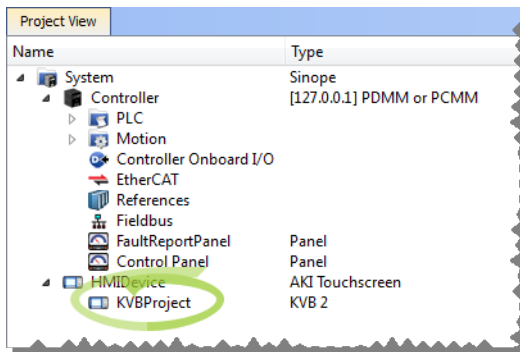 Project View
Name Type
System Sinope
Controller [127.0.0.1] PDMM or PCMM
PLC
Motion
Controller Onboard I/O
EtherCAT
References
Fieldbus
FaultReportPanel Panel
Control Panel Panel
HMIDevice AKI Touchscreen
KVBProject KVB 2